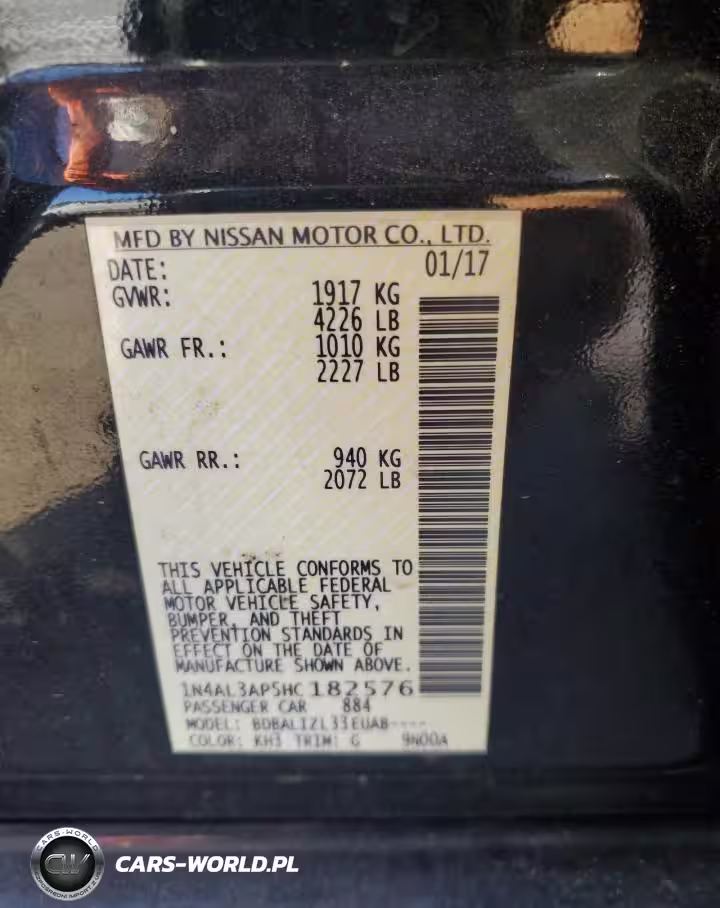 MFD BY NISSAN MOTOR CO., LTD.
DATE: 01/17
GVWR: 1917 KG
4226 LB
GAWR FR.: 1010 KG
2227 LB
GAWR RR.: 940 KG
2072 LB
THIS VEHICLE CONFORMS TO
ALL APPLICABLE FEDERAL
MOTOR VEHICLE SAFETY,
BUMPER, AND THEFT
PREVENTION STANDARDS IN
EFFECT ON THE DATE OF
MANUFACTURE SHOWN ABOVE.
1N4AL3AP5HC182576
PASSENGER CAR 884
MODEL: BDBALIZL33EUAB----
COLOR: KH3 TRIM: G 9N00A
CARS-WORLD
CW
CARS-WORLD.PL